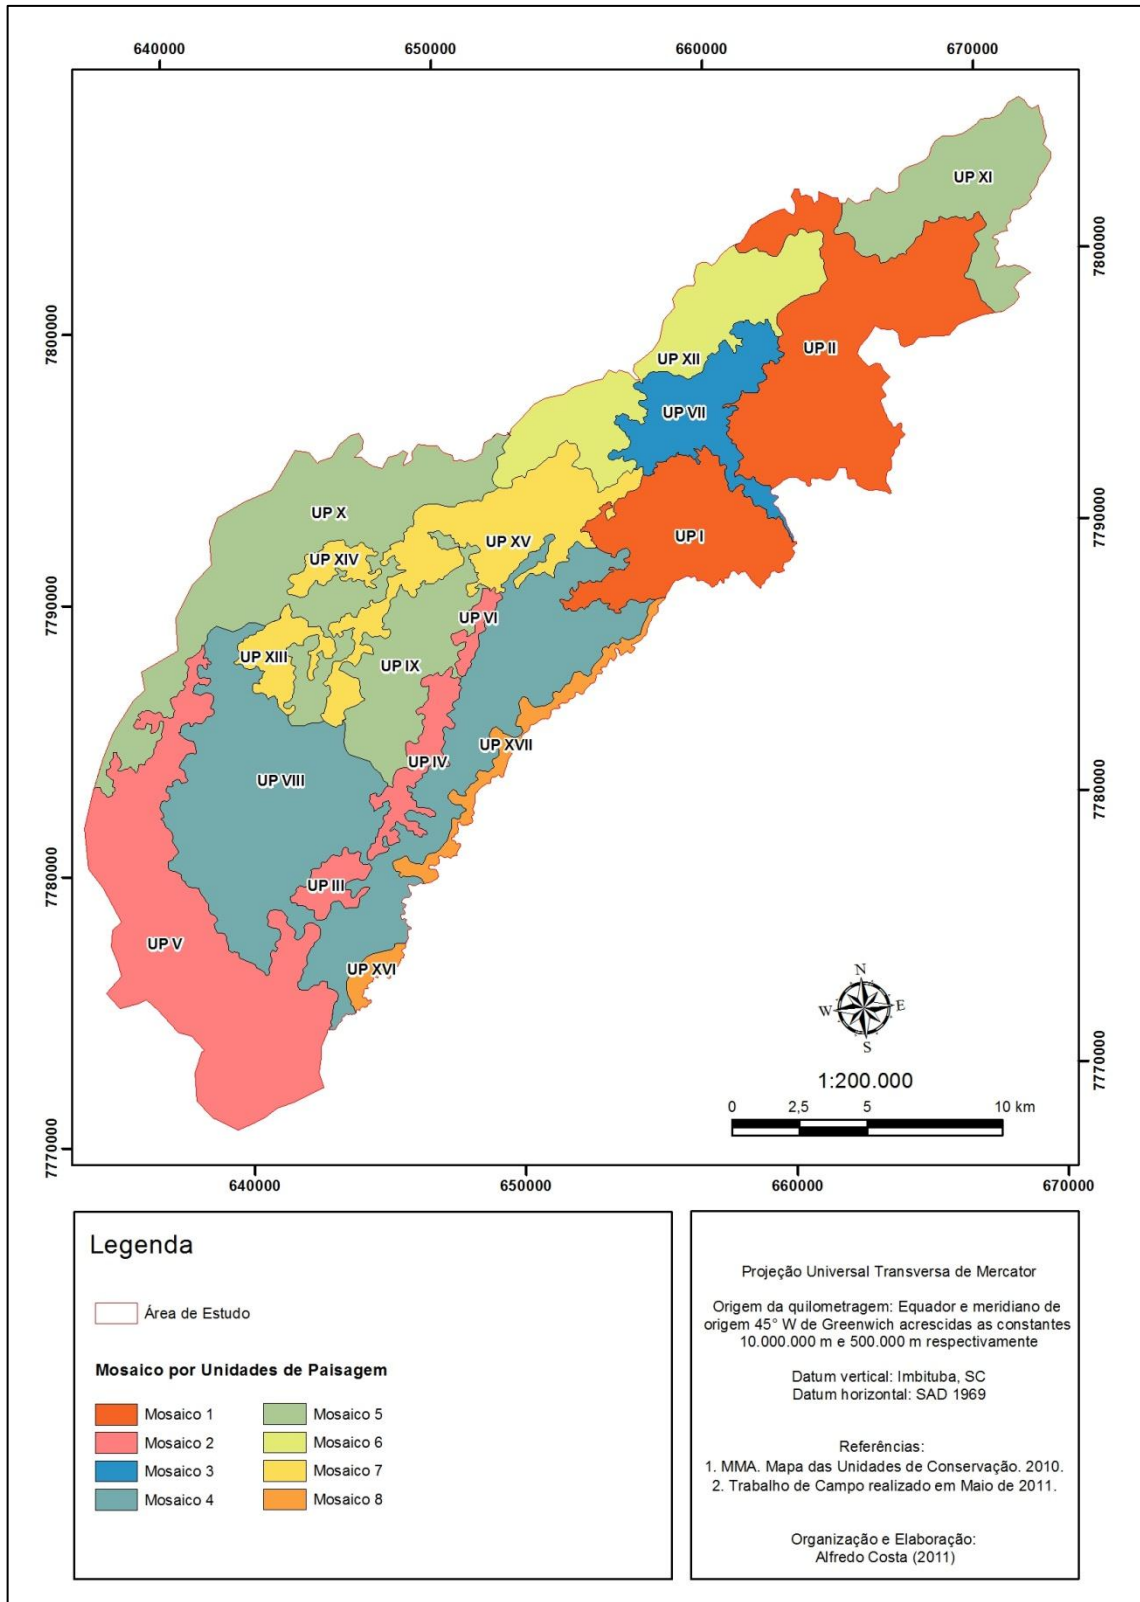 640000 650000 660000 670000
UP XI
7800000
UP II
7800000
UP XII
UP VII
UP X
7790000
UP I
UP XV
UP XIV
7790000
UP VI
UP XIII
UP IX
UP XVII
UP IV
7780000
UP VIII
7780000
UP III
UP V
UP XVI
N
W E
S
7770000
1:200.000
0 2,5 5 10 km
7770000
640000 650000 660000 670000
Legenda
Área de Estudo
Mosaico por Unidades de Paisagem
Mosaico 1
Mosaico 2
Mosaico 3
Mosaico 4
Mosaico 5
Mosaico 6
Mosaico 7
Mosaico 8
Projeção Universal Transversa de Mercator
Origem da quilometragem: Equador e meridiano de
origem 45° W de Greenwich acrescidas as constantes
10.000.000 m e 500.000 m respectivamente
Datum vertical: Imbituba, SC
Datum horizontal: SAD 1969
Referências:
1. MMA. Mapa das Unidades de Conservação. 2010.
2. Trabalho de Campo realizado em Maio de 2011.
Organização e Elaboração:
Alfredo Costa (2011)